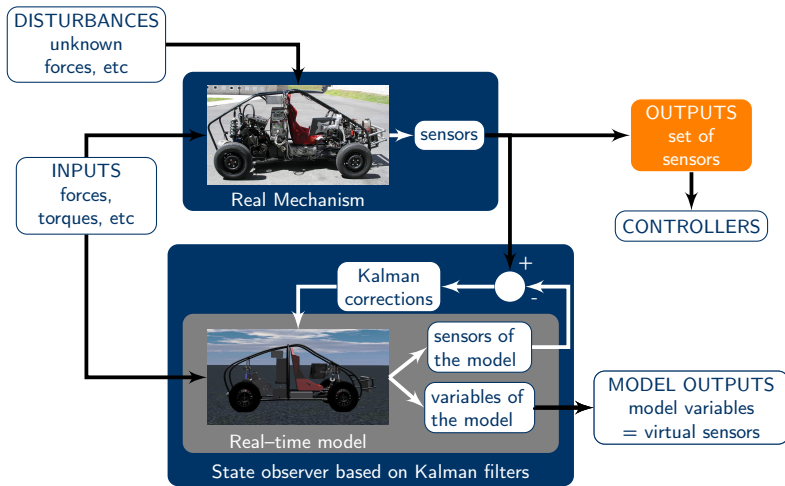 DISTURBANCES
unknown
forces, etc
sensors
Real Mechanism
OUTPUTS
set of
sensors
INPUTS
forces,
torques, etc
CONTROLLERS
+
-
Kalman
corrections
sensors of
the model
variables of
the model
Real–time model
MODEL OUTPUTS
model variables
= virtual sensors
State observer based on Kalman filters